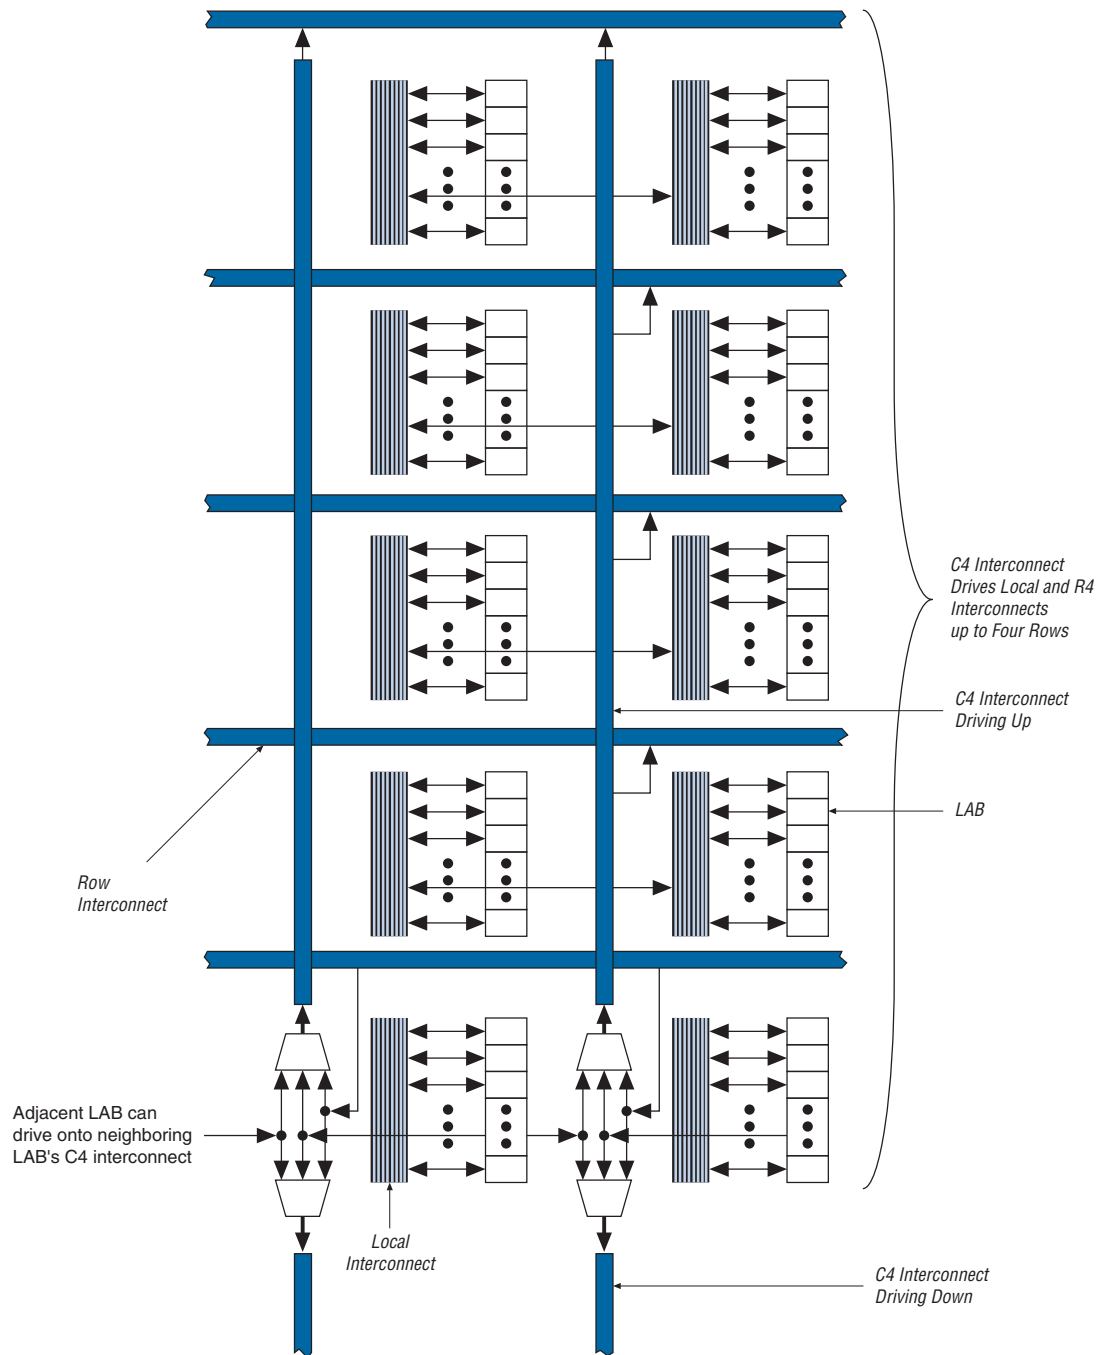 C4 Interconnect
Drives Local and R4
Interconnects
up to Four Rows
C4 Interconnect
Driving Up
LAB
Row
Interconnect
Adjacent LAB can
drive onto neighboring
LAB's C4 interconnect
Local
Interconnect
C4 Interconnect
Driving Down